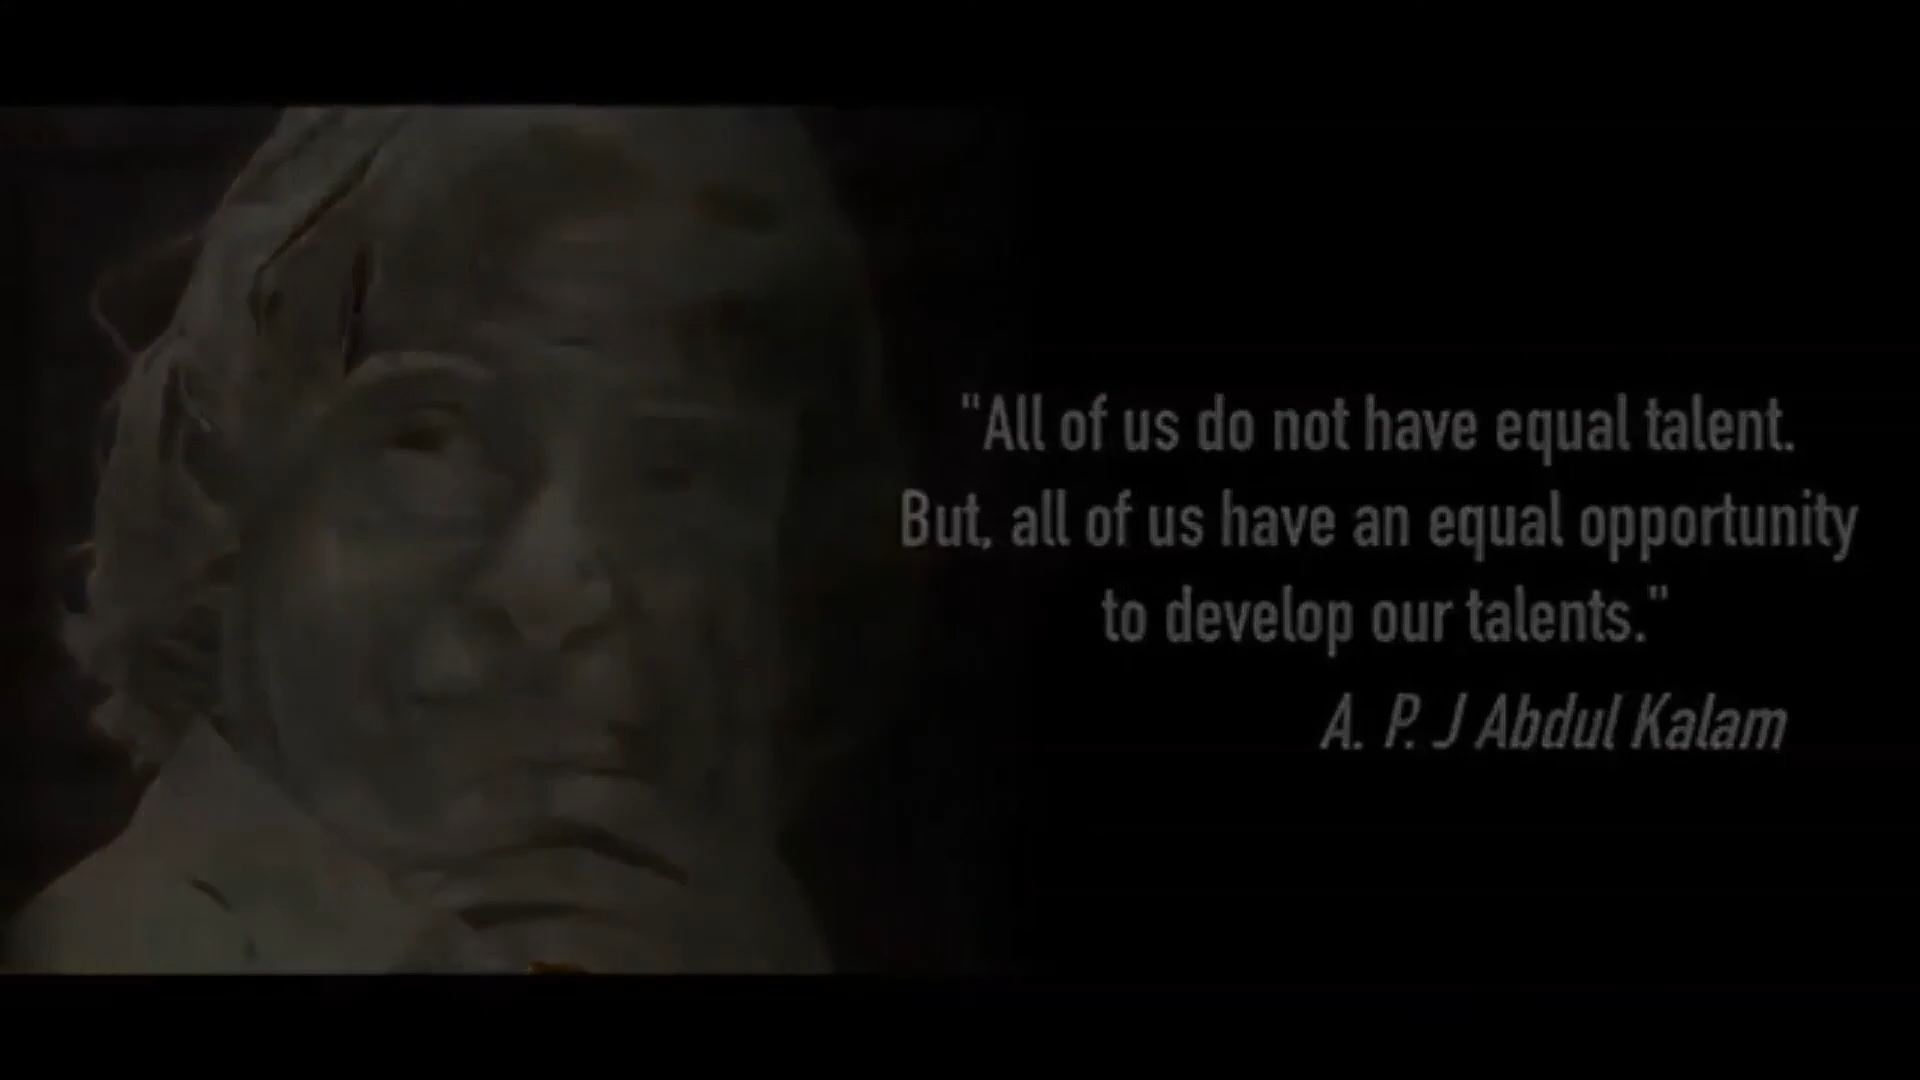 "All of us do not have equal talent.
But, all of us have an equal opportunity
to develop our talents."
A. P. J Abdul Kalam